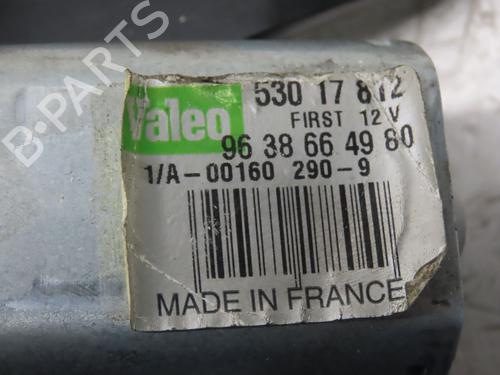 B-PARTS
Valeo
530 17 812
FIRST 12 V
96 38 66 49 80
1/A-00160 290-9
MADE IN FRANCE